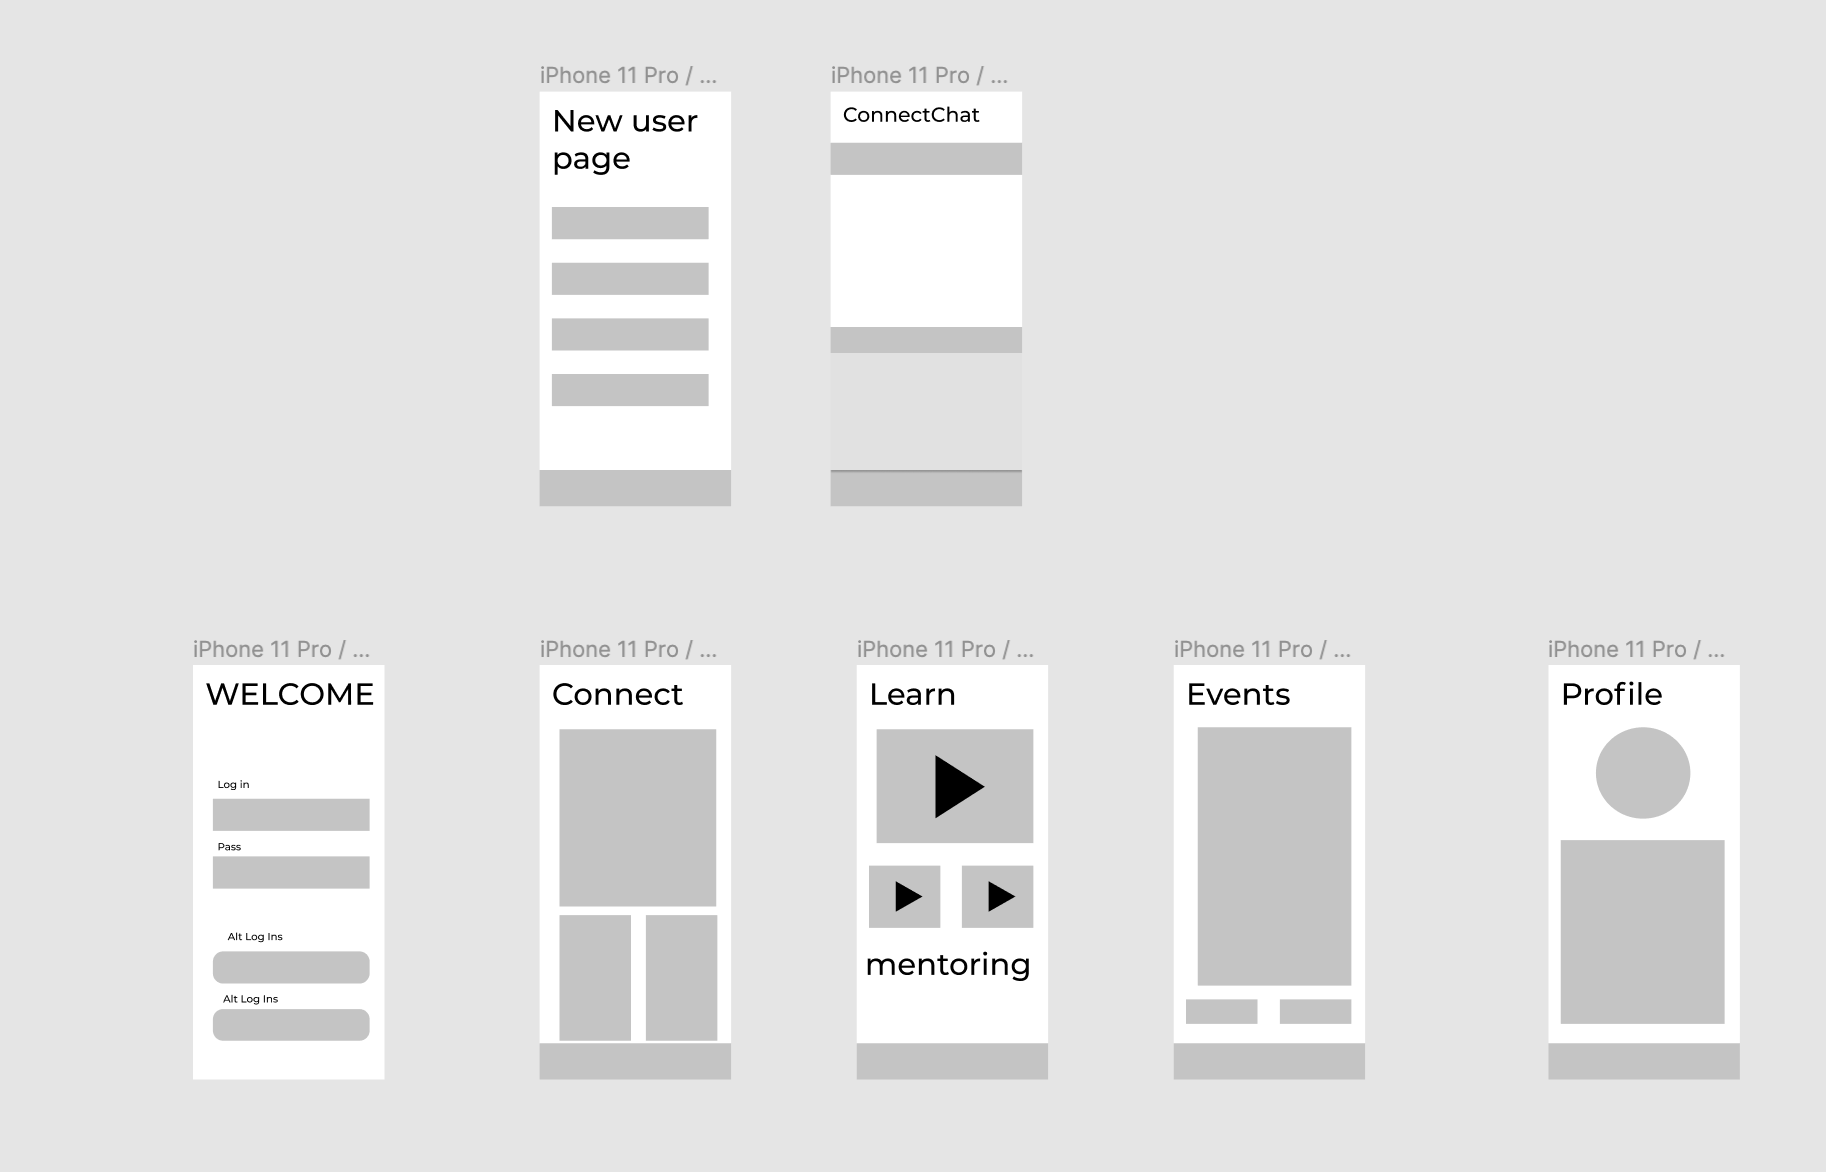 iPhone 11 Pro / ...
New user
page
iPhone 11 Pro / ...
ConnectChat
iPhone 11 Pro / ...
WELCOME
Log in
Pass
Alt Log Ins
Alt Log Ins
iPhone 11 Pro / ...
Connect
iPhone 11 Pro / ...
Learn
mentoring
iPhone 11 Pro / ...
Events
iPhone 11 Pro / ...
Profile